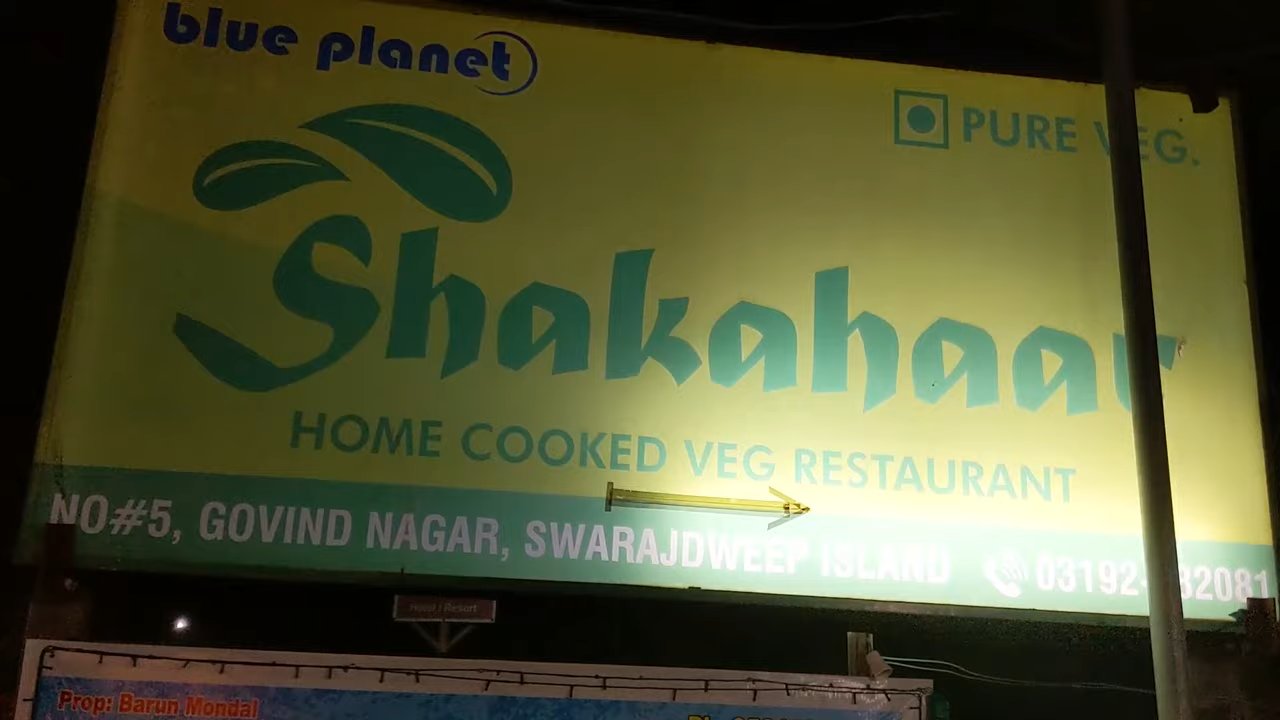 blue planet
PURE VEG.
Shakahaar
HOME COOKED VEG RESTAURANT
NO#5, GOVIND NAGAR, SWARAJDWEEP ISLAND
Hotel / Resort
Prop: Barun Mondal